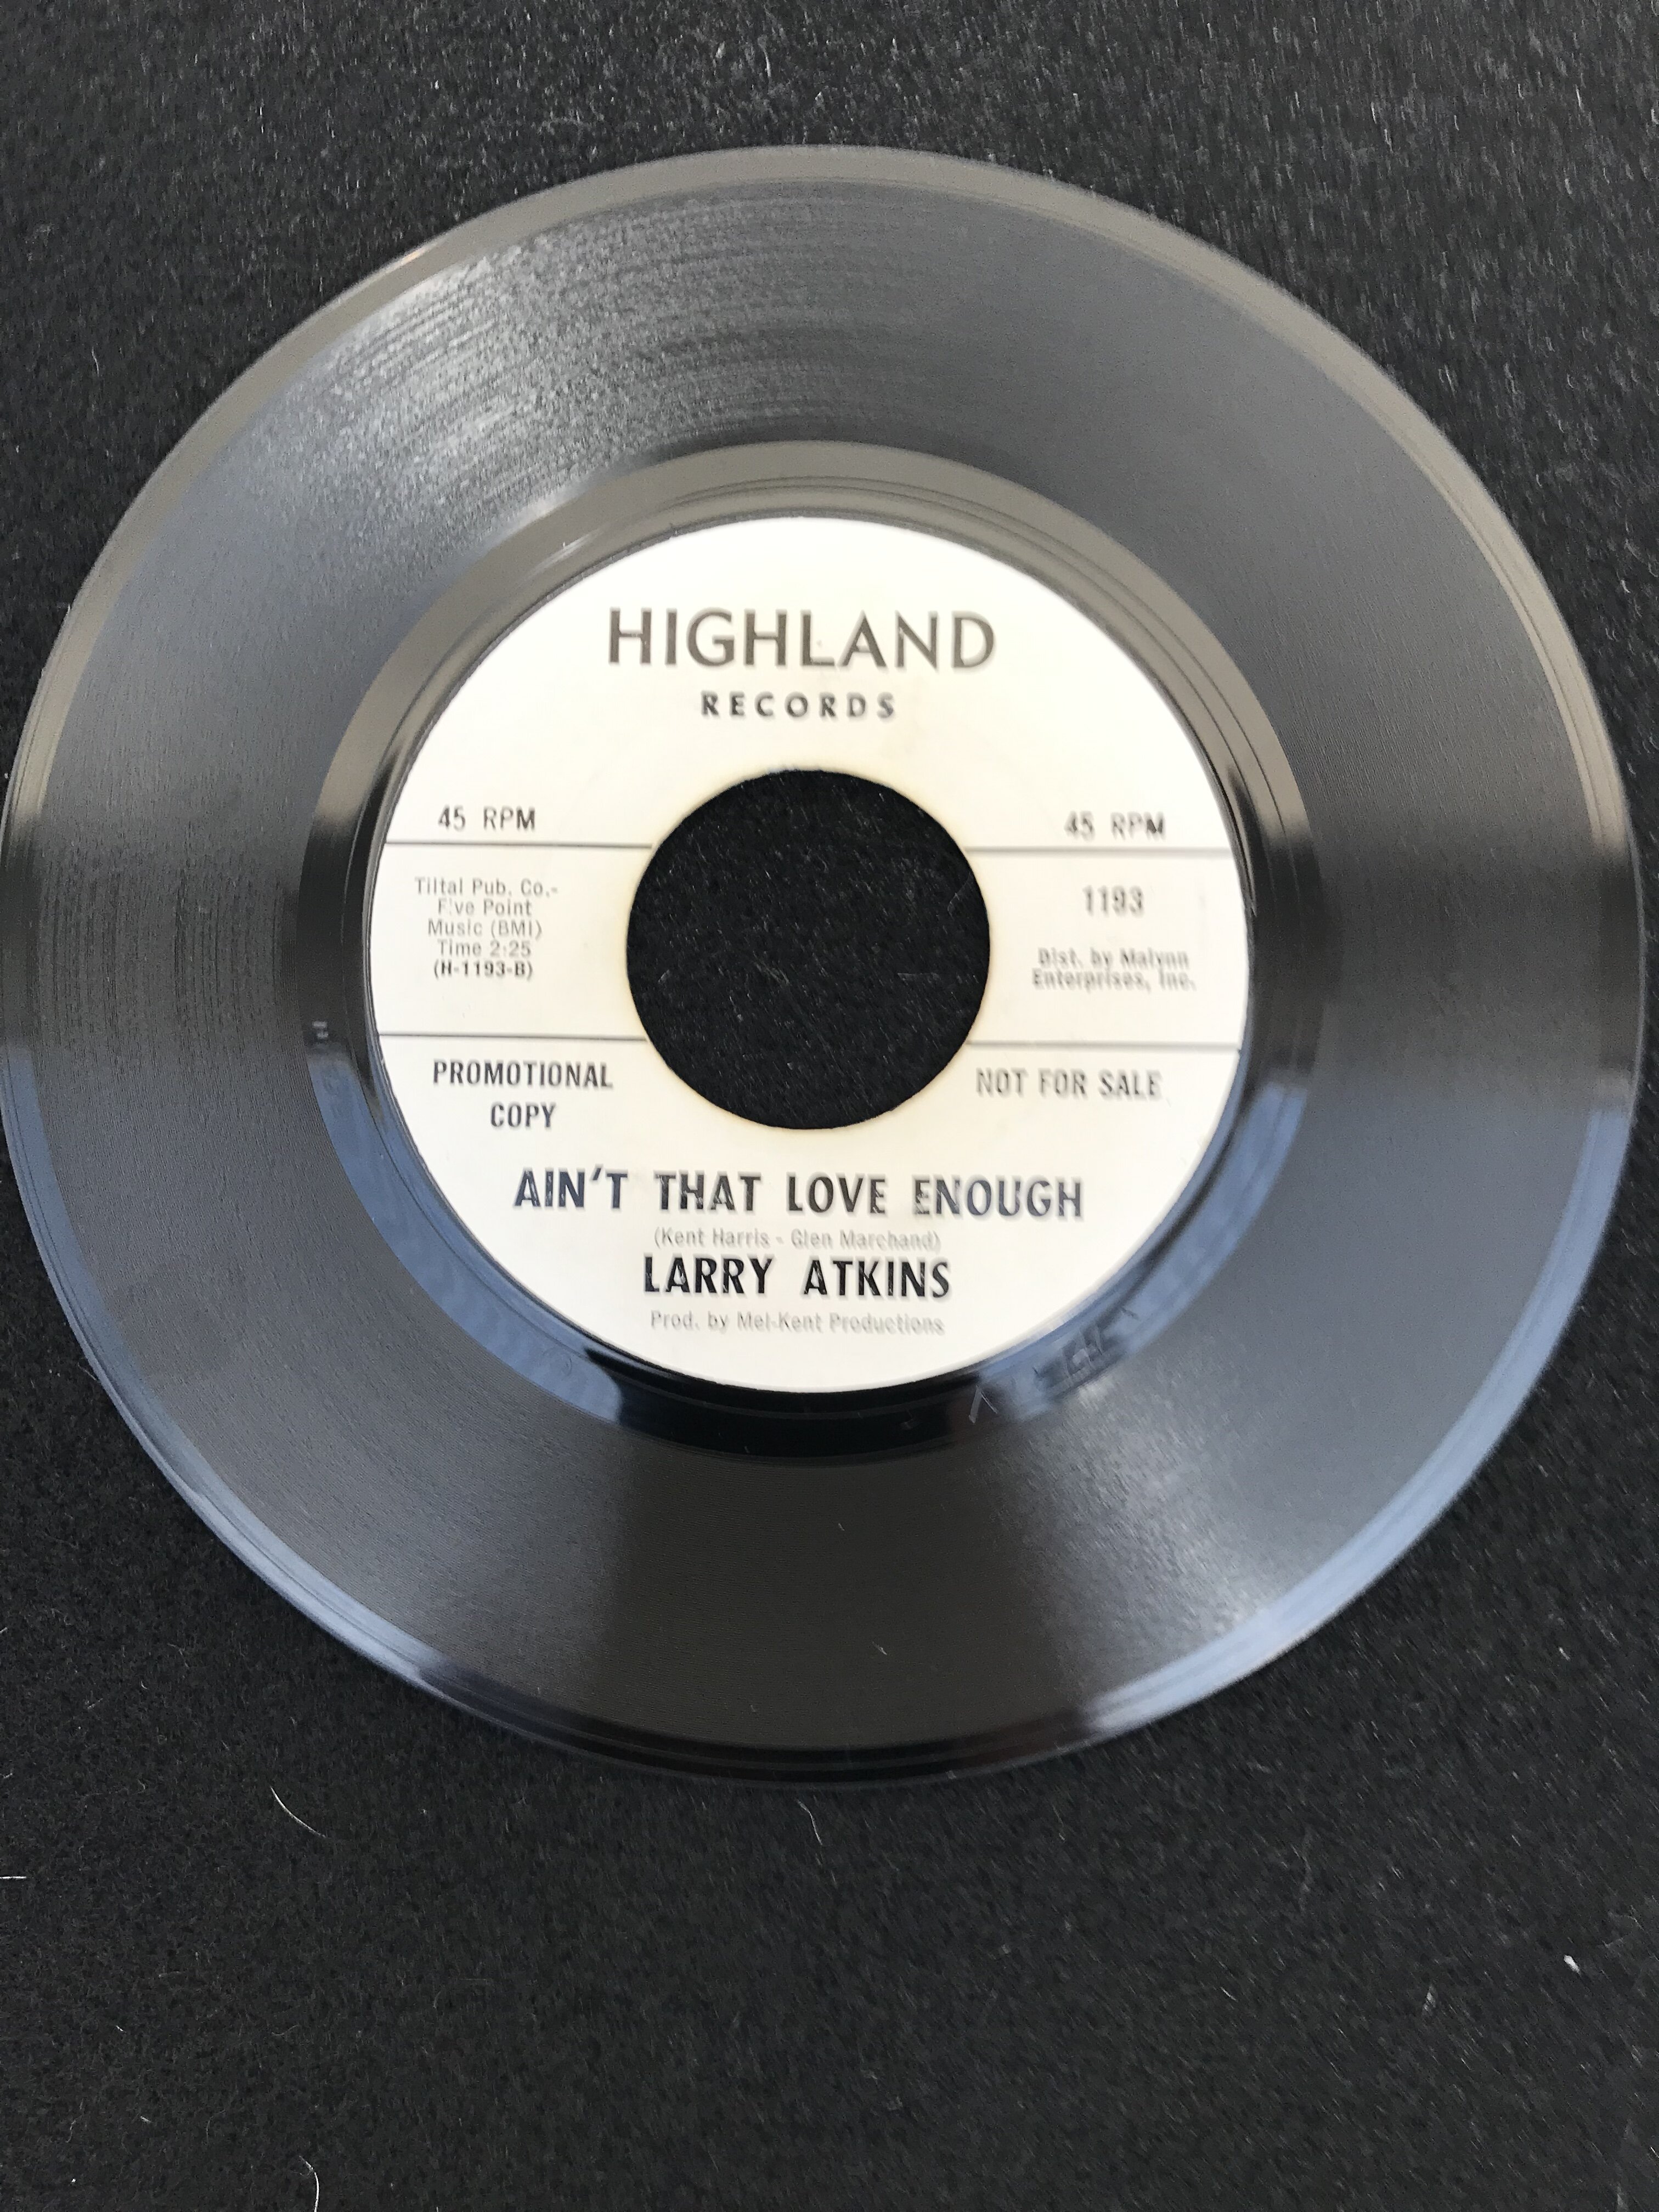 HIGHLAND
RECORDS
45 RPM
45 RPM
Tiltal Pub. Co.-
Five Point
Music (BMI)
Time 2:25
(H-1193-B)
1193
Dist. by Malynn
Enterprises, Inc.
PROMOTIONAL
COPY
NOT FOR SALE
AIN'T THAT LOVE ENOUGH
(Kent Harris - Glen Marchand)
LARRY ATKINS
Prod. by Mel-Kent Productions